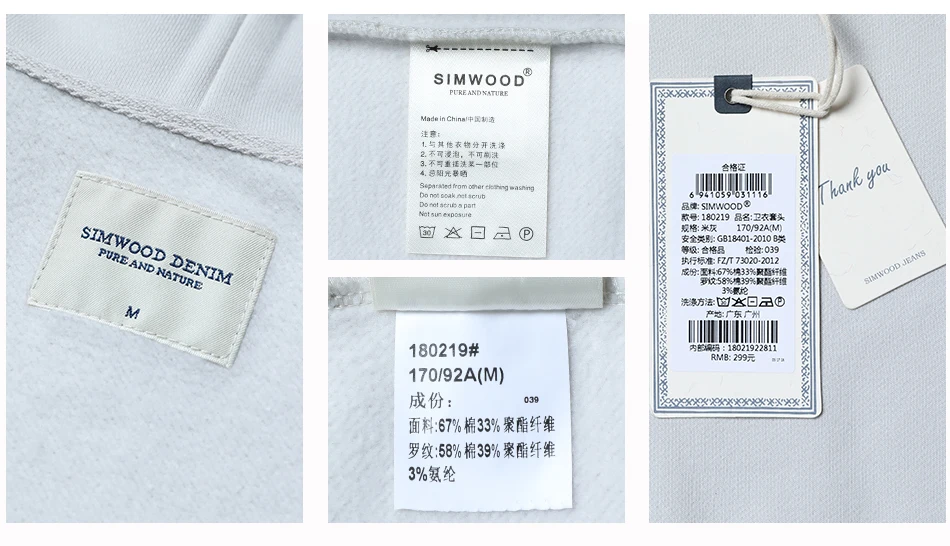 SIMWOOD DENIM
PURE AND NATURE
M
SIMWOOD®
PURE AND NATURE
Made in China/中国制造
注意:
1. 与其他衣物分开洗涤
2. 不可浸泡, 不可刷洗
3. 不可重搓洗某一部位
4. 忌阳光暴晒
Separated from other clothing washing
Do not soak nor scrub
Do not scrub a part
Not sun exposure
30
P
180219#
170/92A(M)
成份:
039
面料:67%棉33%聚酯纤维
罗纹:58%棉39%聚酯纤维
3%氨纶
合格证
6 941059 031116
品牌: SIMWOOD®
款号: 180219 品名:卫衣套头
规格: 米灰 170/92A(M)
安全类别: GB18401-2010 B类
等级: 合格品 检验: 039
执行标准: FZ/T 73020-2012
成份: 面料:67%棉33%聚酯纤维
罗纹:58%棉39%聚酯纤维
3%氨纶
洗涤方法:
产地: 广东 广州
内部编码: 18021922811
RMB: 299元
Thank you
SIMWOOD JEANS